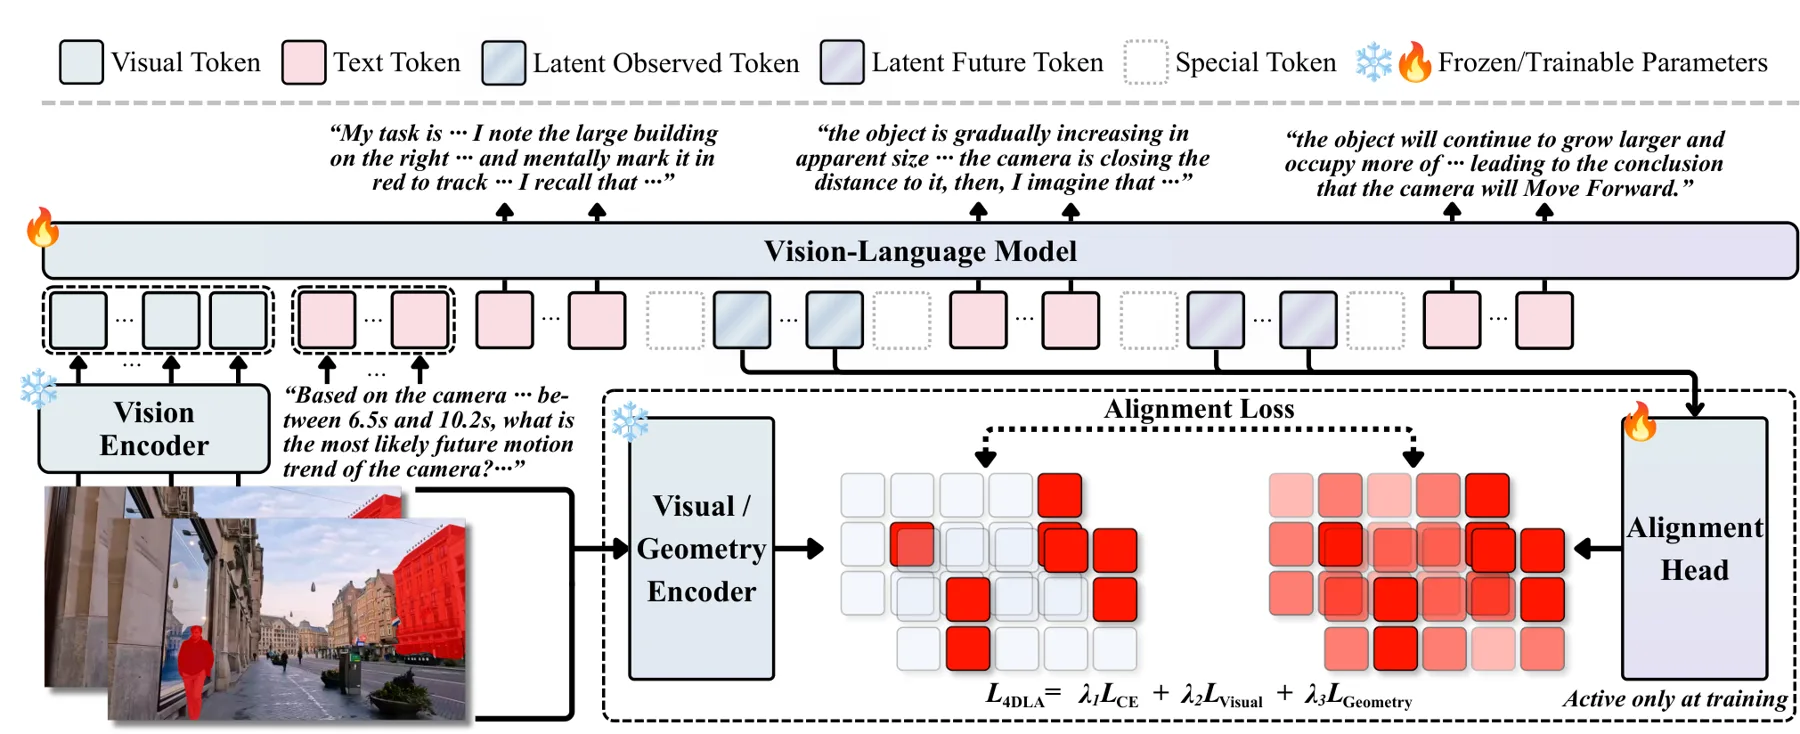 Visual Token
Text Token
Latent Observed Token
Latent Future Token
Special Token
Frozen/Trainable Parameters
“My task is ··· I note the large building
on the right ··· and mentally mark it in
red to track ··· I recall that ···”
“the object is gradually increasing in
apparent size ··· the camera is closing the
distance to it, then, I imagine that ···”
“the object will continue to grow larger and
occupy more of ··· leading to the conclusion
that the camera will Move Forward.”
Vision-Language Model
...
...
...
...
...
...
...
...
...
Vision
Encoder
“Based on the camera ··· be-
tween 6.5s and 10.2s, what is
the most likely future motion
trend of the camera?···”
Visual /
Geometry
Encoder
Alignment Loss
Alignment
Head
L4DLA= λ1LCE + λ2LVisual + λ3LGeometry
Active only at training